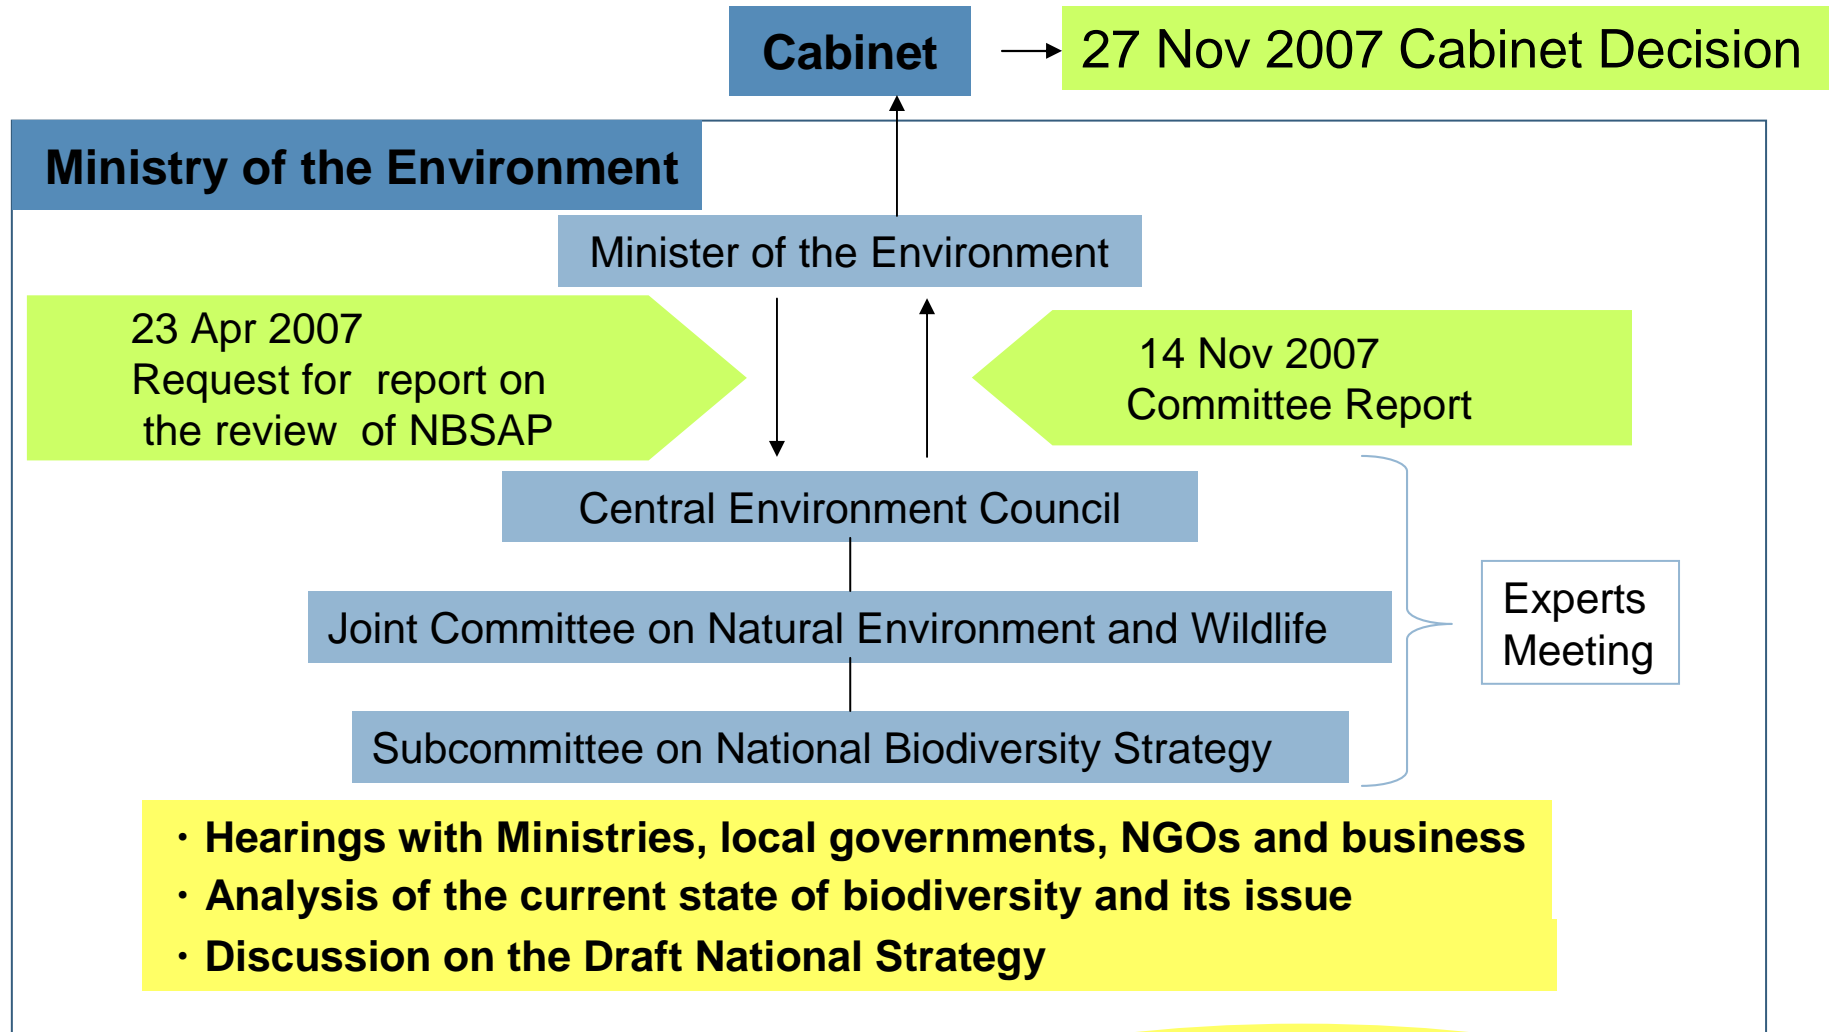 Cabinet
27 Nov 2007 Cabinet Decision
Ministry of the Environment
Minister of the Environment
23 Apr 2007
Request for report on
the review of NBSAP
14 Nov 2007
Committee Report
Central Environment Council
Joint Committee on Natural Environment and Wildlife
Experts
Meeting
Subcommittee on National Biodiversity Strategy
・Hearings with Ministries, local governments, NGOs and business
・Analysis of the current state of biodiversity and its issue
・Discussion on the Draft National Strategy